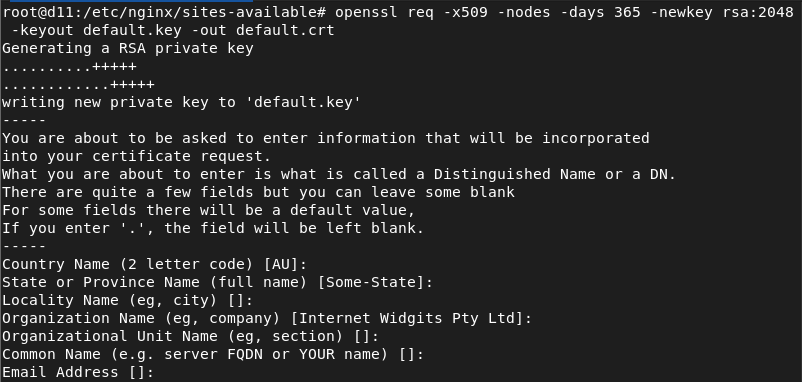 root@d11:/etc/nginx/sites-available# openssl req -x509 -nodes -days 365 -newkey rsa:2048
-keyout default.key -out default.crt
Generating a RSA private key
..........+++++
............+++++
writing new private key to 'default.key'
-----
You are about to be asked to enter information that will be incorporated
into your certificate request.
What you are about to enter is what is called a Distinguished Name or a DN.
There are quite a few fields but you can leave some blank
For some fields there will be a default value,
If you enter '.', the field will be left blank.
-----
Country Name (2 letter code) [AU]:
State or Province Name (full name) [Some-State]:
Locality Name (eg, city) []:
Organization Name (eg, company) [Internet Widgits Pty Ltd]:
Organizational Unit Name (eg, section) []:
Common Name (e.g. server FQDN or YOUR name) []:
Email Address []: